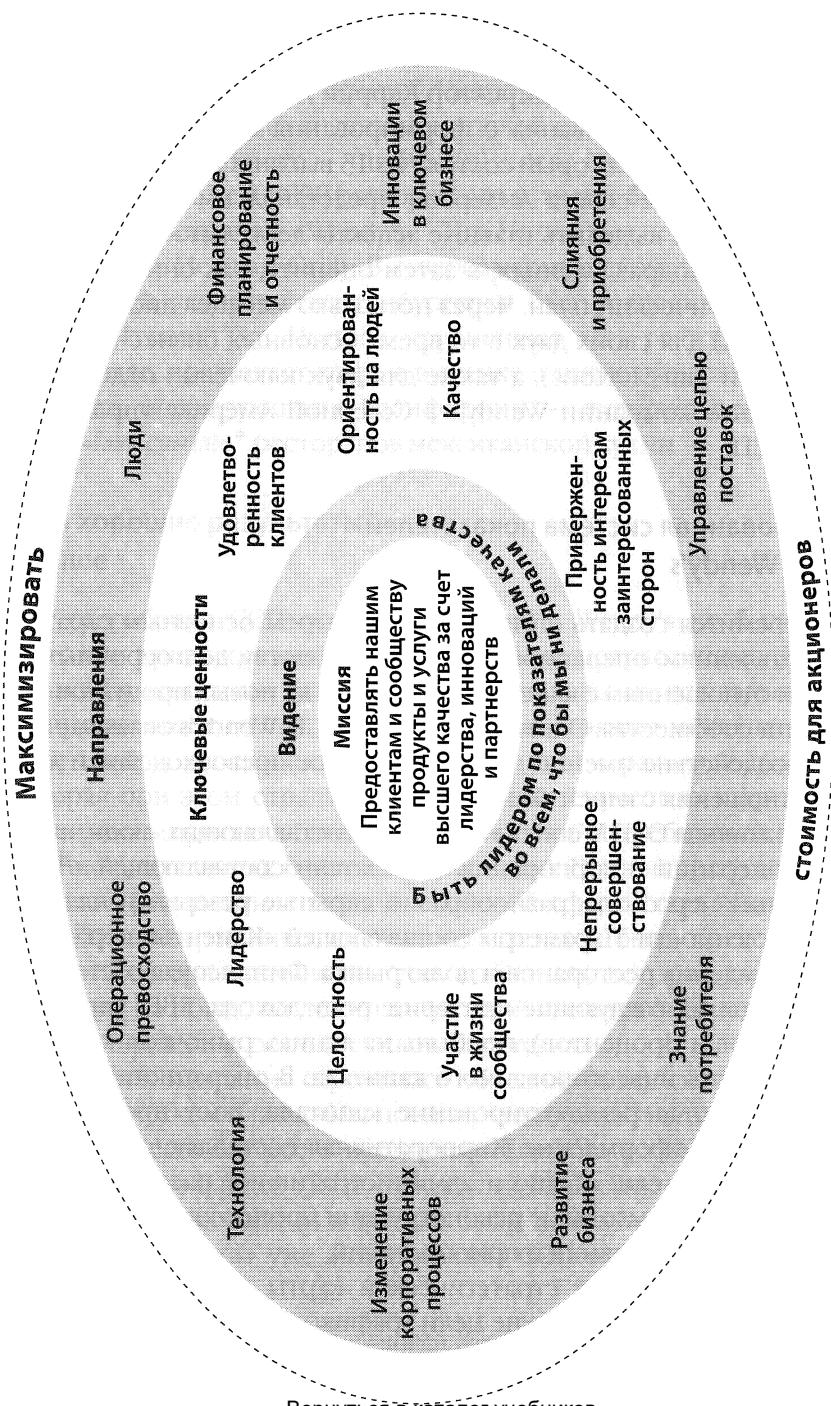 Максимизировать
Направления
Операционное
превосходство
Люди
Технология
Финансовое
планирование
и отчетность
Изменение
корпоративных
процессов
Инновации
в ключевом
бизнесе
Развитие
бизнеса
Слияния
и приобретения
Знание
потребителя
Управление цепью
поставок
Ключевые ценности
Лидерство
Удовлетво-
ренность
клиентов
Целостность
Ориентирован-
ность на людей
Участие
в жизни
сообщества
Качество
Непрерывное
совершен-
ствование
Привержен-
ность интересам
заинтересованных
сторон
Видение
Быть лидером по показателям качества
во всем, что бы мы ни делали
Миссия
Предоставлять нашим
клиентам и сообществу
продукты и услуги
высшего качества за счет
лидерства, инноваций
и партнерств
стоимость для акционеров